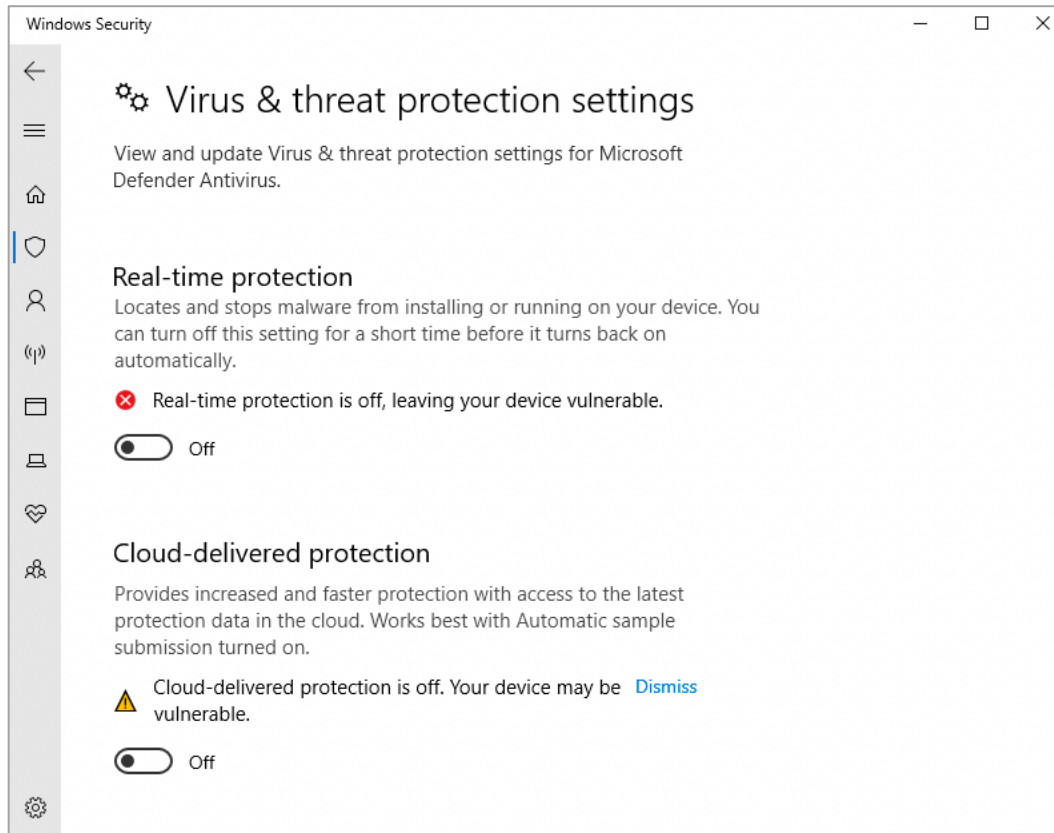 Windows Security
Virus & threat protection settings
View and update Virus & threat protection settings for Microsoft
Defender Antivirus.
Real-time protection
Locates and stops malware from installing or running on your device. You
can turn off this setting for a short time before it turns back on
automatically.
Real-time protection is off, leaving your device vulnerable.
Off
Cloud-delivered protection
Provides increased and faster protection with access to the latest
protection data in the cloud. Works best with Automatic sample
submission turned on.
Cloud-delivered protection is off. Your device may be Dismiss
vulnerable.
Off